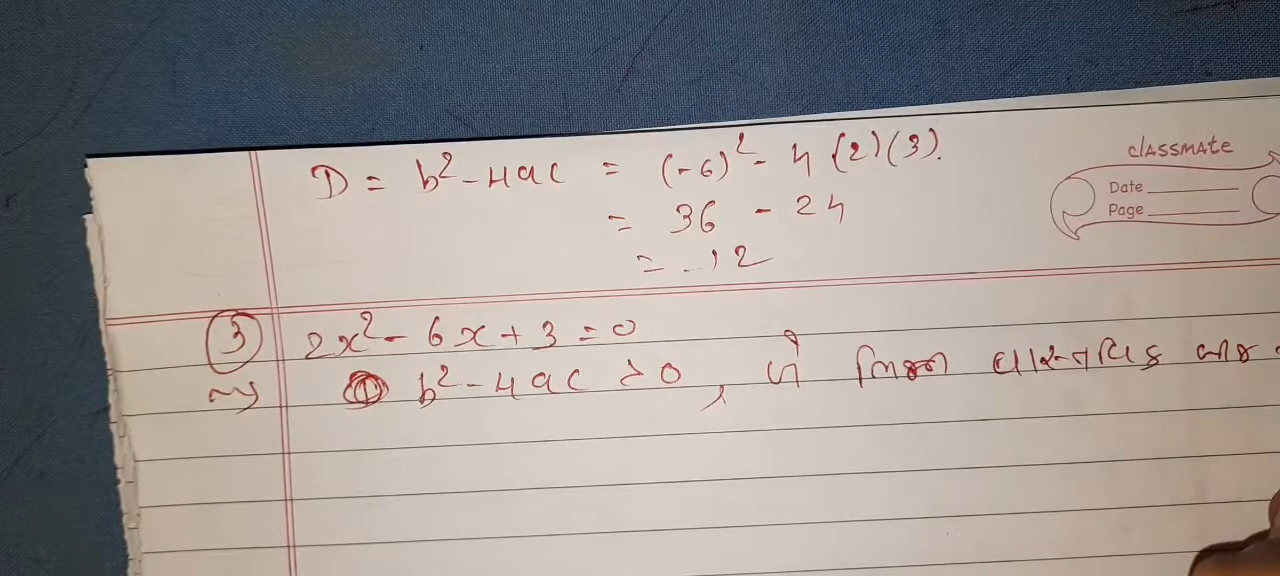 classmate
Date
Page
D = b² - 4ac = (-6)² - 4 (2)(3).
= 36 - 24
= 12
③ 2x² - 6x + 3 = 0
① b² - 4ac > 0,